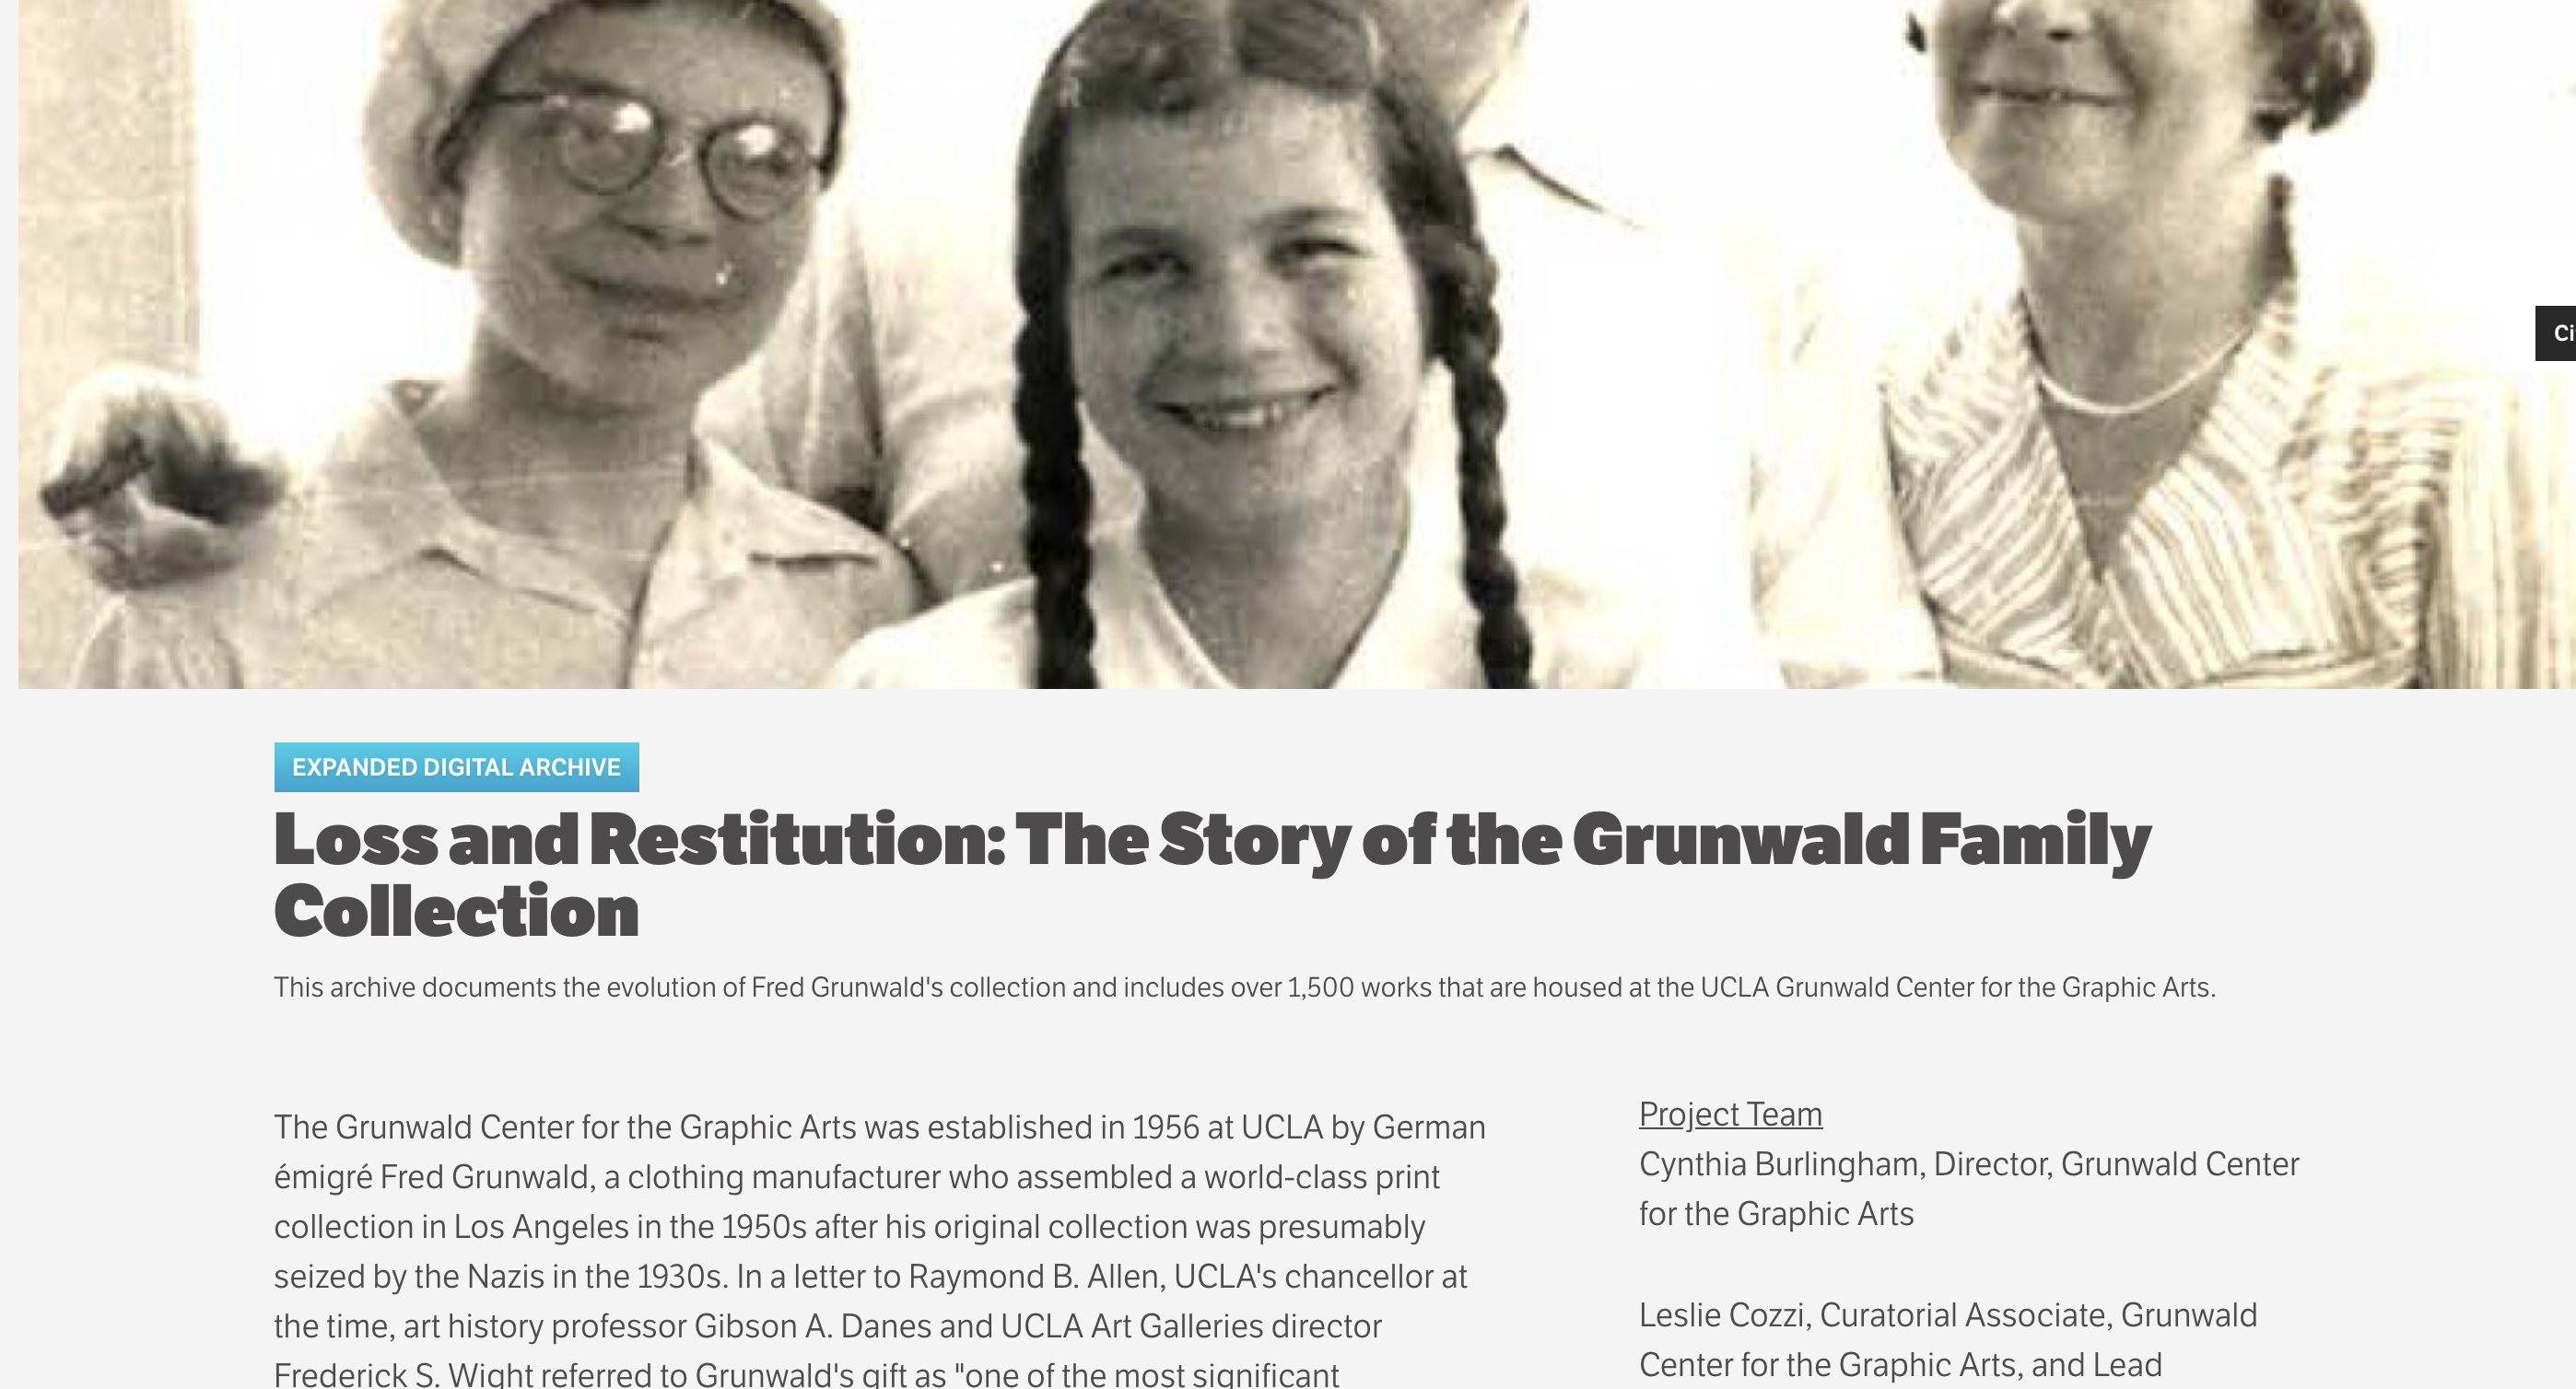 EXPANDED DIGITAL ARCHIVE
Loss and Restitution: The Story of the Grunwald Family
Collection
This archive documents the evolution of Fred Grunwald's collection and includes over 1,500 works that are housed at the UCLA Grunwald Center for the Graphic Arts.
The Grunwald Center for the Graphic Arts was established in 1956 at UCLA by German
émigré Fred Grunwald, a clothing manufacturer who assembled a world-class print
collection in Los Angeles in the 1950s after his original collection was presumably
seized by the Nazis in the 1930s. In a letter to Raymond B. Allen, UCLA's chancellor at
the time, art history professor Gibson A. Danes and UCLA Art Galleries director
Frederick S. Wight referred to Grunwald's gift as "one of the most significant
Project Team
Cynthia Burlingham, Director, Grunwald Center
for the Graphic Arts
Leslie Cozzi, Curatorial Associate, Grunwald
Center for the Graphic Arts, and Lead